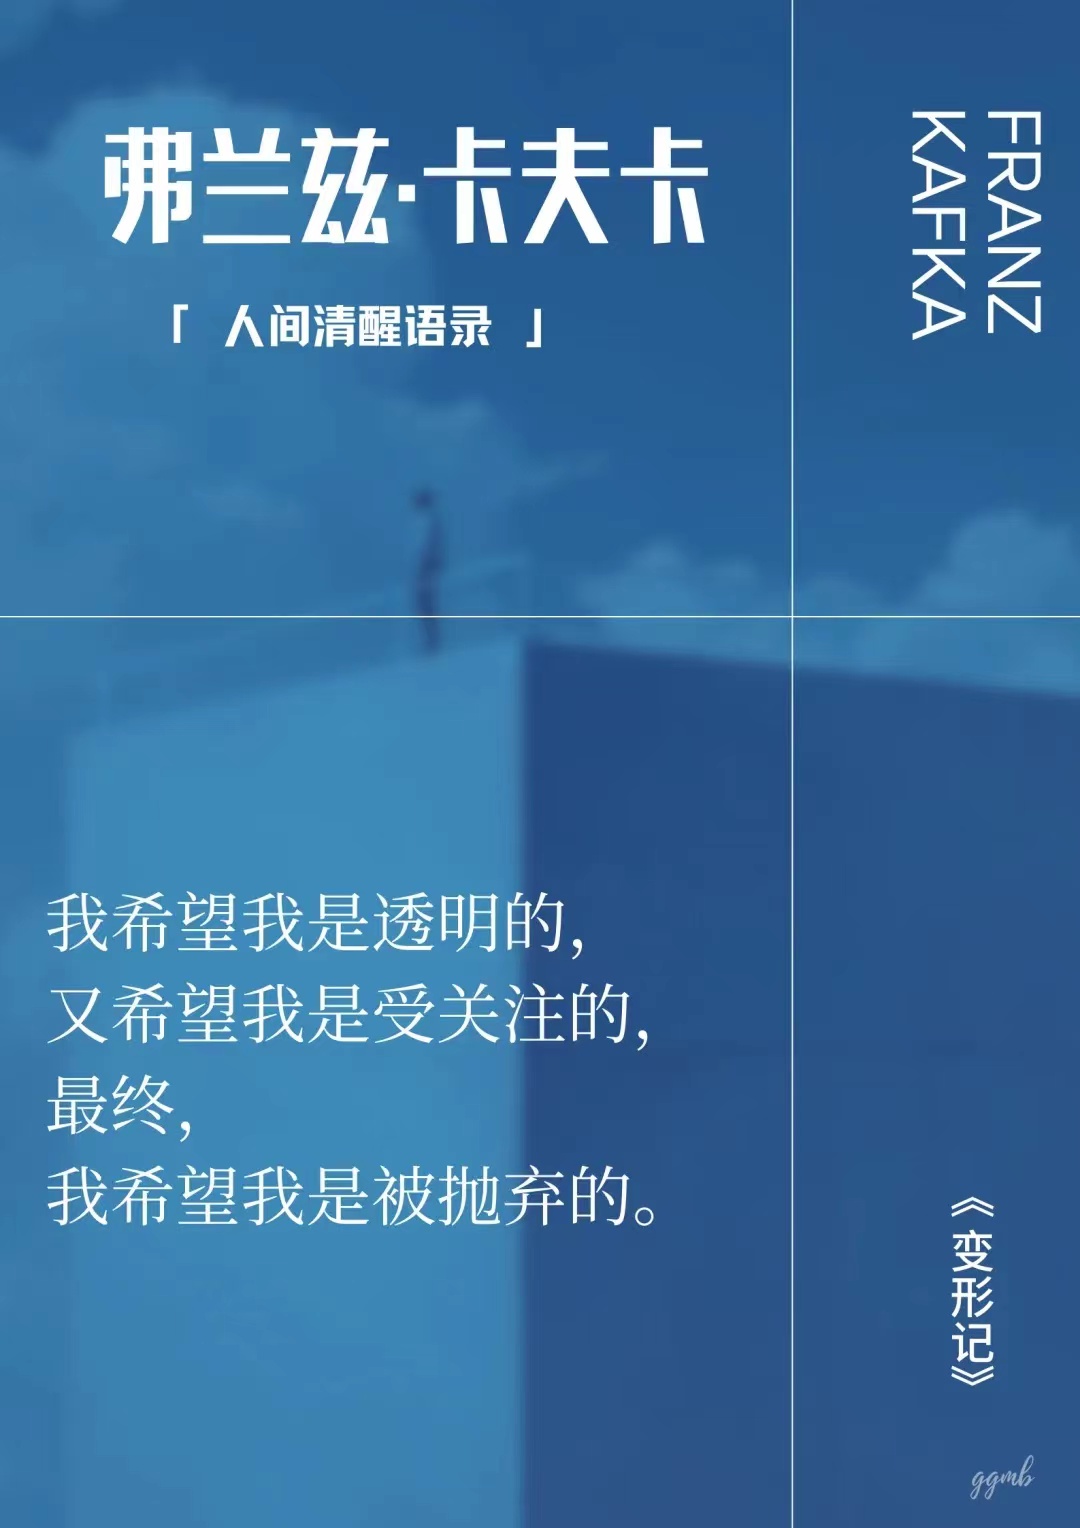 弗兰兹·卡夫卡
「 人间清醒语录 」
FRANZ
KAFKA
我希望我是透明的,
又希望我是受关注的,
最终,
我希望我是被抛弃的。
《变形记》
ggmb